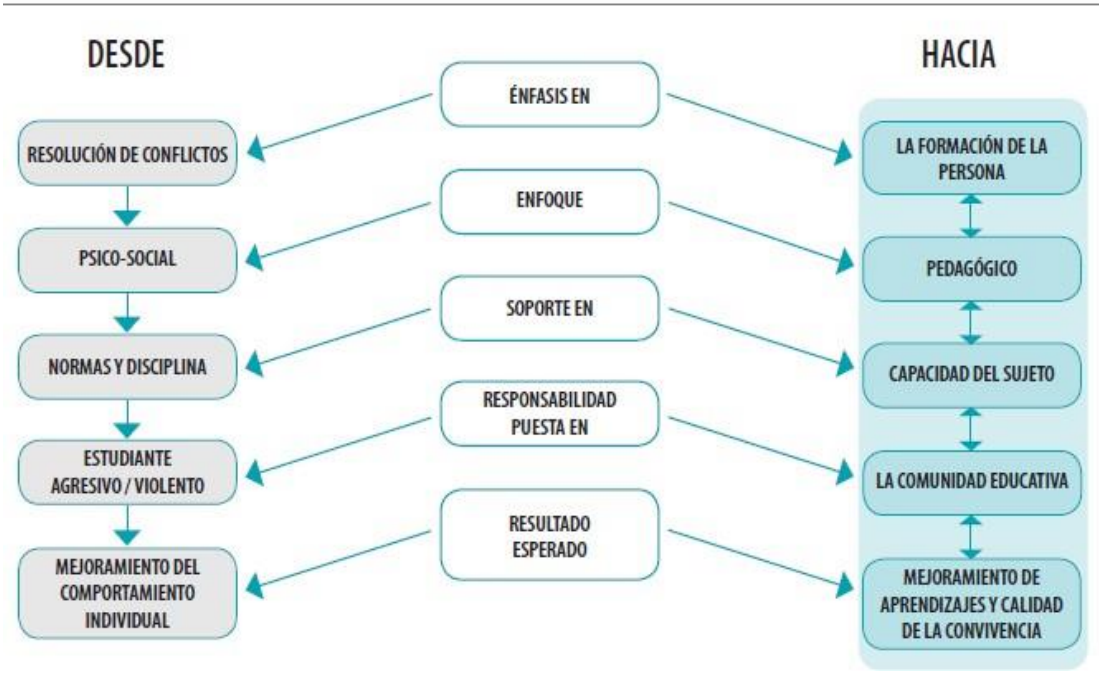 DESDE
HACIA
ÉNFASIS EN
RESOLUCIÓN DE CONFLICTOS
LA FORMACIÓN DE LA
PERSONA
ENFOQUE
PSICO-SOCIAL
PEDAGÓGICO
SOPORTE EN
NORMAS Y DISCIPLINA
CAPACIDAD DEL SUJETO
RESPONSABILIDAD
PUESTA EN
ESTUDIANTE
AGRESIVO / VIOLENTO
LA COMUNIDAD EDUCATIVA
RESULTADO
ESPERADO
MEJORAMIENTO DEL
COMPORTAMIENTO
INDIVIDUAL
MEJORAMIENTO DE
APRENDIZAJES Y CALIDAD
DE LA CONVIVENCIA